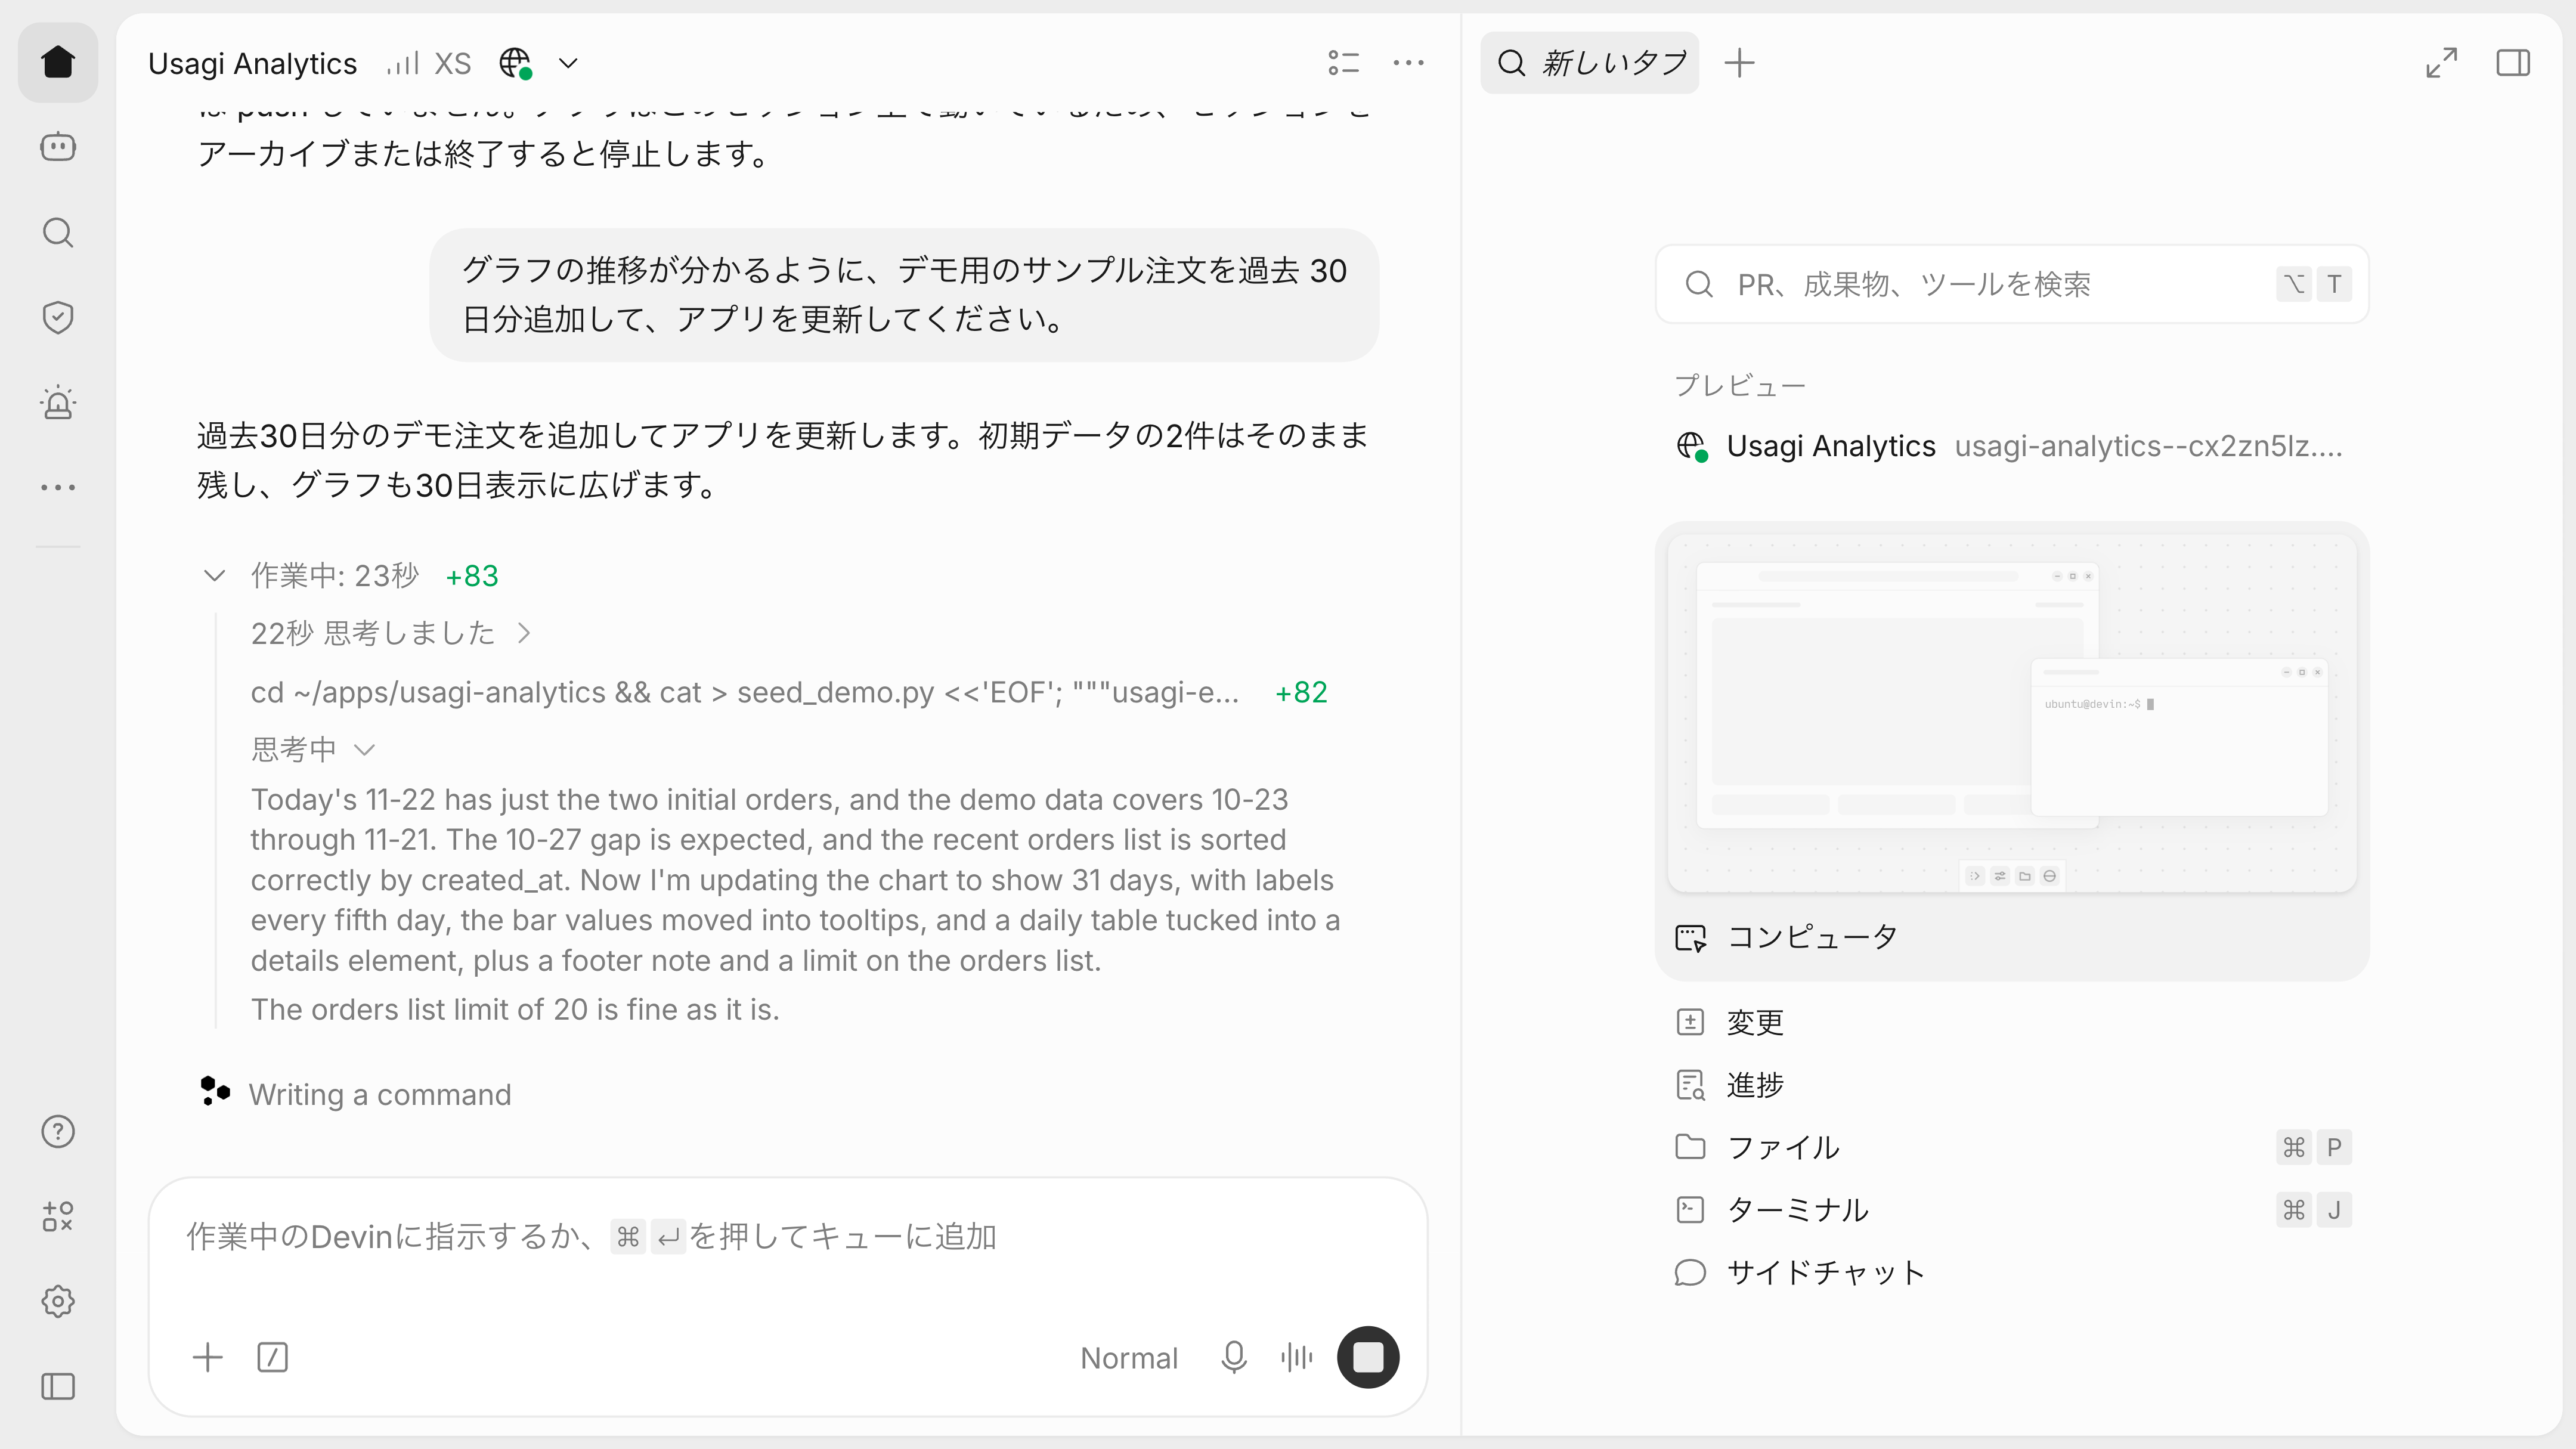 Usagi Analytics XS
アーカイブまたは終了すると停止します。
グラフの推移が分かるように、デモ用のサンプル注文を過去 30
日分追加して、アプリを更新してください。
過去30日分のデモ注文を追加してアプリを更新します。初期データの2件はそのまま
残し、グラフも30日表示に広げます。
作業中: 23秒 +83
22秒 思考しました
cd ~/apps/usagi-analytics && cat > seed_demo.py <<'EOF'; """usagi-e... +82
思考中
Today's 11-22 has just the two initial orders, and the demo data covers 10-23
through 11-21. The 10-27 gap is expected, and the recent orders list is sorted
correctly by created_at. Now I'm updating the chart to show 31 days, with labels
every fifth day, the bar values moved into tooltips, and a daily table tucked into a
details element, plus a footer note and a limit on the orders list.
The orders list limit of 20 is fine as it is.
Writing a command
作業中のDevinに指示するか、⌘↵を押してキューに追加
Normal
新しいタブ
PR、成果物、ツールを検索 ⌥ T
プレビュー
Usagi Analytics usagi-analytics--cx2zn5lz....
ubuntu@devin:~$
コンピュータ
変更
進捗
ファイル ⌘ P
ターミナル ⌘ J
サイドチャット